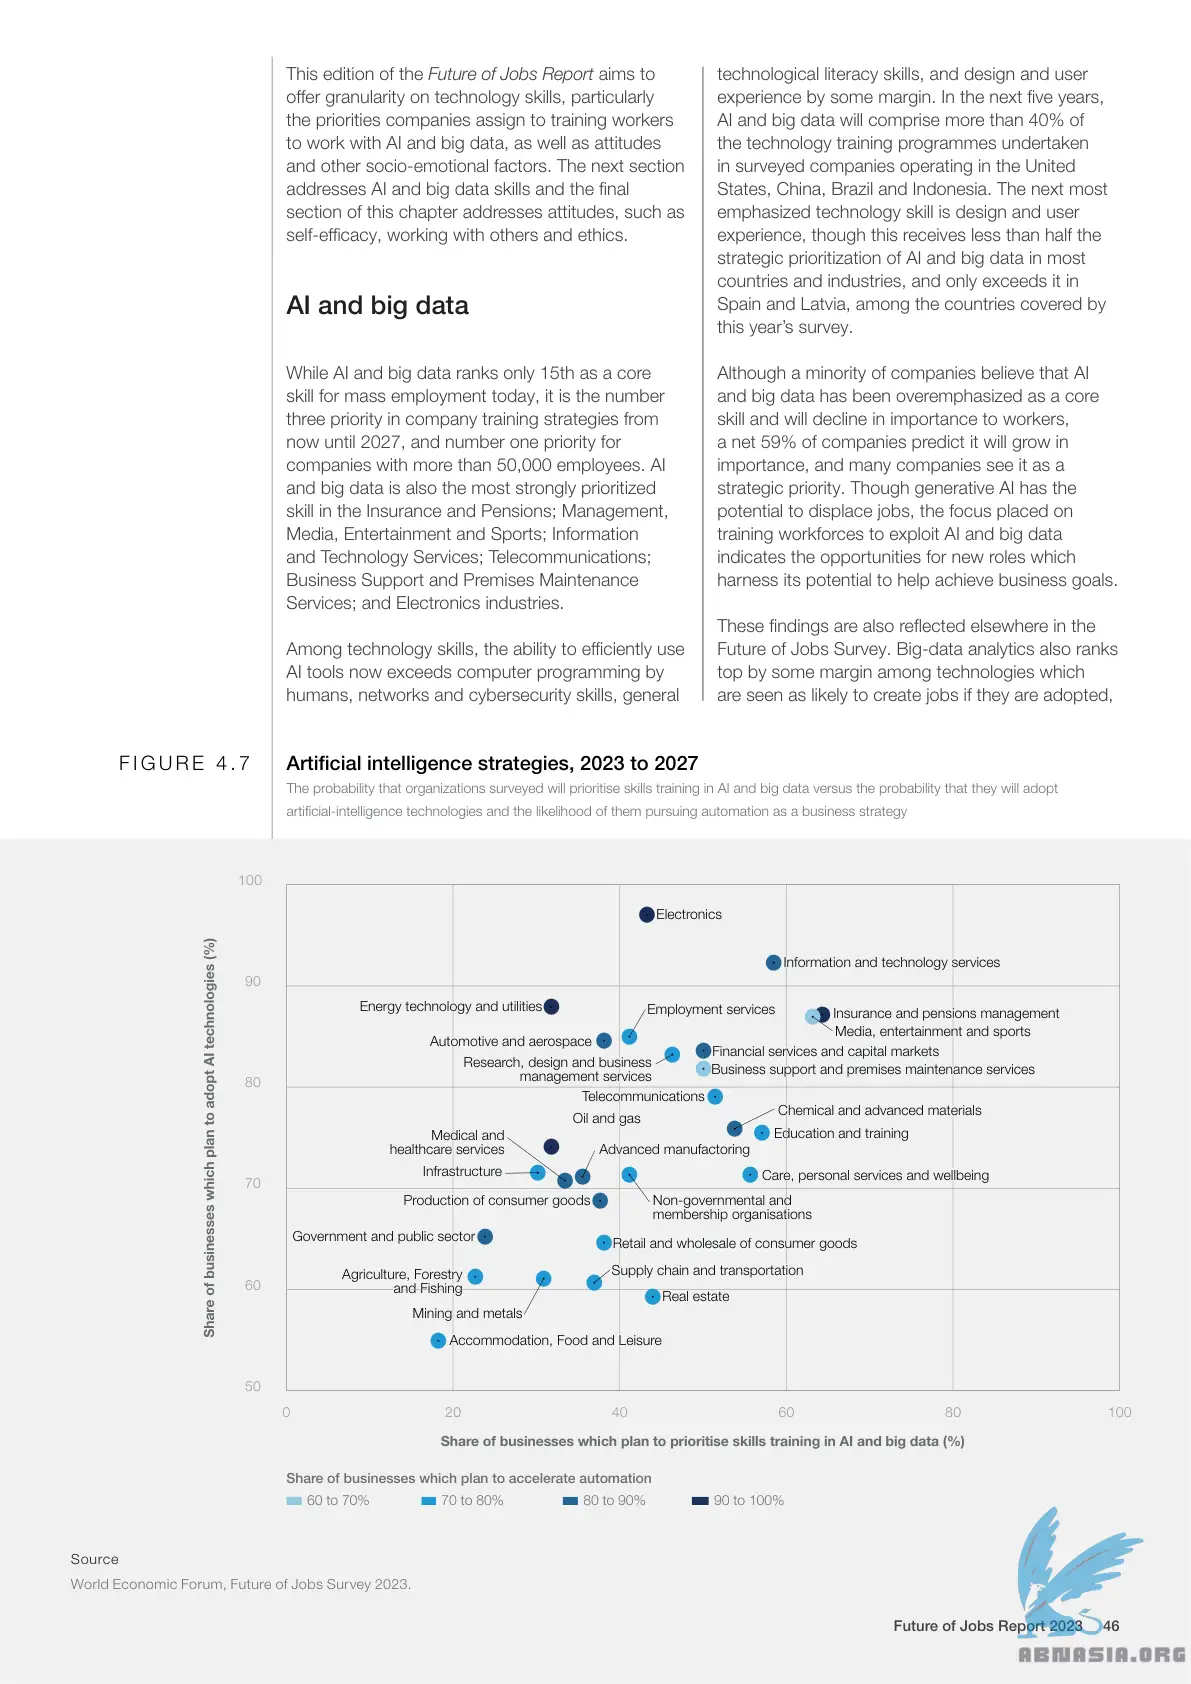 This edition of the Future of Jobs Report aims to
offer granularity on technology skills, particularly
the priorities companies assign to training workers
to work with AI and big data, as well as attitudes
and other socio-emotional factors. The next section
addresses AI and big data skills and the final
section of this chapter addresses attitudes, such as
self-efficacy, working with others and ethics.
AI and big data
While AI and big data ranks only 15th as a core
skill for mass employment today, it is the number
three priority in company training strategies from
now until 2027, and number one priority for
companies with more than 50,000 employees. AI
and big data is also the most strongly prioritized
skill in the Insurance and Pensions; Management,
Media, Entertainment and Sports; Information
and Technology Services; Telecommunications;
Business Support and Premises Maintenance
Services; and Electronics industries.
Among technology skills, the ability to efficiently use
AI tools now exceeds computer programming by
humans, networks and cybersecurity skills, general
technological literacy skills, and design and user
experience by some margin. In the next five years,
AI and big data will comprise more than 40% of
the technology training programmes undertaken
in surveyed companies operating in the United
States, China, Brazil and Indonesia. The next most
emphasized technology skill is design and user
experience, though this receives less than half the
strategic prioritization of AI and big data in most
countries and industries, and only exceeds it in
Spain and Latvia, among the countries covered by
this year's survey.
Although a minority of companies believe that AI
and big data has been overemphasized as a core
skill and will decline in importance to workers,
a net 59% of companies predict it will grow in
importance, and many companies see it as a
strategic priority. Though generative AI has the
potential to displace jobs, the focus placed on
training workforces to exploit AI and big data
indicates the opportunities for new roles which
harness its potential to help achieve business goals.
These findings are also reflected elsewhere in the
Future of Jobs Survey. Big-data analytics also ranks
top by some margin among technologies which
are seen as likely to create jobs if they are adopted,
FIGURE 4.7
Artificial intelligence strategies, 2023 to 2027
The probability that organizations surveyed will prioritise skills training in AI and big data versus the probability that they will adopt
artificial-intelligence technologies and the likelihood of them pursuing automation as a business strategy
Share of businesses which plan to adopt AI technologies (%)
100
90
80
70
60
50
Electronics
Information and technology services
Energy technology and utilities
Employment services
Insurance and pensions management
Media, entertainment and sports
Automotive and aerospace
Financial services and capital markets
Research, design and business
management services
Business support and premises maintenance services
Telecommunications
Oil and gas
Chemical and advanced materials
Education and training
Medical and
healthcare services
Advanced manufactoring
Infrastructure
Care, personal services and wellbeing
Production of consumer goods
Non-governmental and
membership organisations
Government and public sector
Retail and wholesale of consumer goods
Agriculture, Forestry
and Fishing
Supply chain and transportation
Real estate
Mining and metals
Accommodation, Food and Leisure
0
20
40
60
80
100
Share of businesses which plan to prioritise skills training in AI and big data (%)
Share of businesses which plan to accelerate automation
60 to 70%
70 to 80%
80 to 90%
90 to 100%
Source
World Economic Forum, Future of Jobs Survey 2023.
Future of Jobs Report 2023
46
ABNASIA.ORG